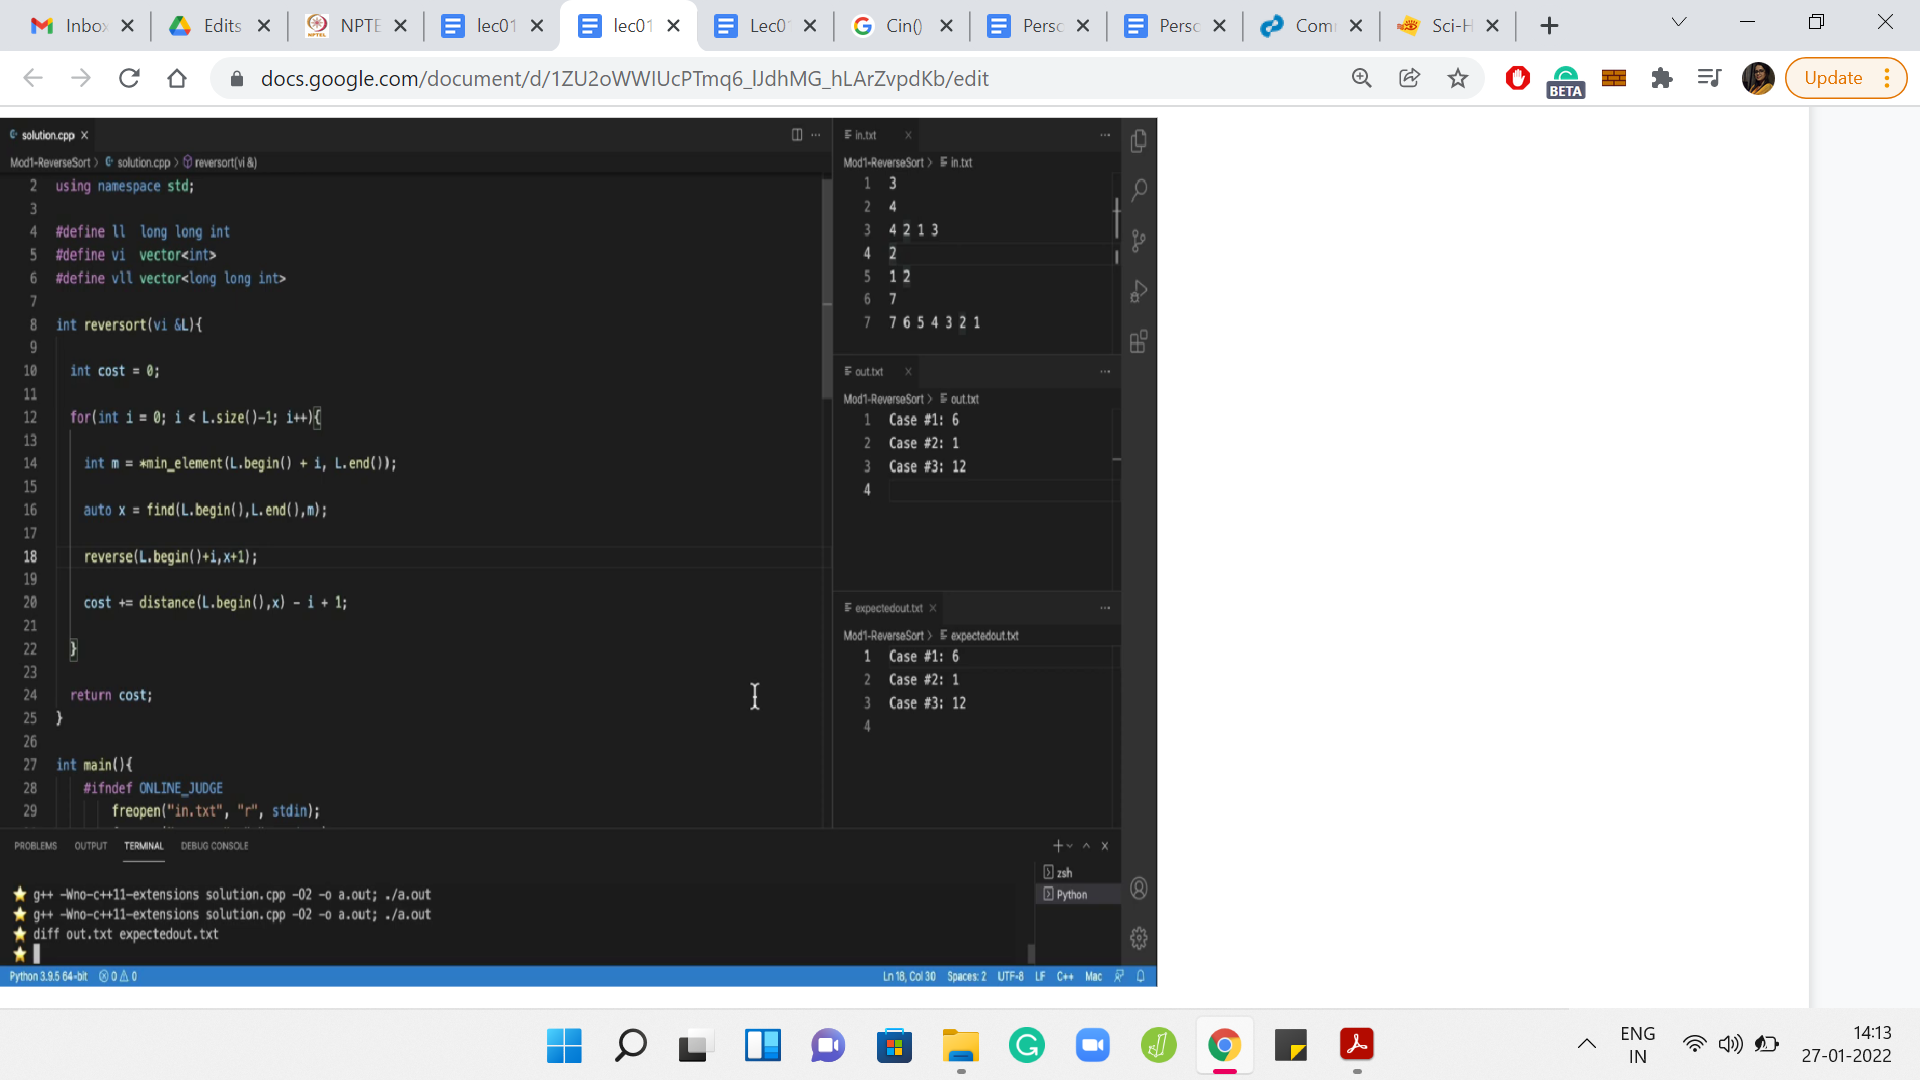 Inbo
Edits
NPTE
lec01
lec01
Lec0
Cin()
Perso
Perso
Com
Sci-H
docs.google.com/document/d/1ZU2oWWIUcPTmq6_lJdhMG_hLArZvpdKb/edit
BETA
Update
solution.cpp
Mod1-ReverseSort > solution.cpp > reversort(vi &)
2 using namespace std;
3
4 #define ll long long int
5 #define vi vector<int>
6 #define vll vector<long long int>
7
8 int reversort(vi &L){
9
10 int cost = 0;
11
12 for(int i = 0; i < L.size()-1; i++){
13
14 int m = *min_element(L.begin() + i, L.end());
15
16 auto x = find(L.begin(),L.end(),m);
17
18 reverse(L.begin()+i,x+1);
19
20 cost += distance(L.begin(),x) - i + 1;
21
22 }
23
24 return cost;
25 }
26
27 int main(){
28 #ifndef ONLINE_JUDGE
29 freopen("in.txt", "r", stdin);
in.txt
Mod1-ReverseSort > in.txt
1 3
2 4
3 4 2 1 3
4 2
5 1 2
6 7
7 7 6 5 4 3 2 1
out.txt
Mod1-ReverseSort > out.txt
1 Case #1: 6
2 Case #2: 1
3 Case #3: 12
4
expectedout.txt
Mod1-ReverseSort > expectedout.txt
1 Case #1: 6
2 Case #2: 1
3 Case #3: 12
4
PROBLEMS OUTPUT TERMINAL DEBUG CONSOLE
zsh
Python
g++ -Wno-c++11-extensions solution.cpp -O2 -o a.out; ./a.out
g++ -Wno-c++11-extensions solution.cpp -O2 -o a.out; ./a.out
diff out.txt expectedout.txt
Python 3.9.5 64-bit 0 0
Ln 18, Col 30 Spaces: 2 UTF-8 LF C++ Mac
ENG
IN
14:13
27-01-2022